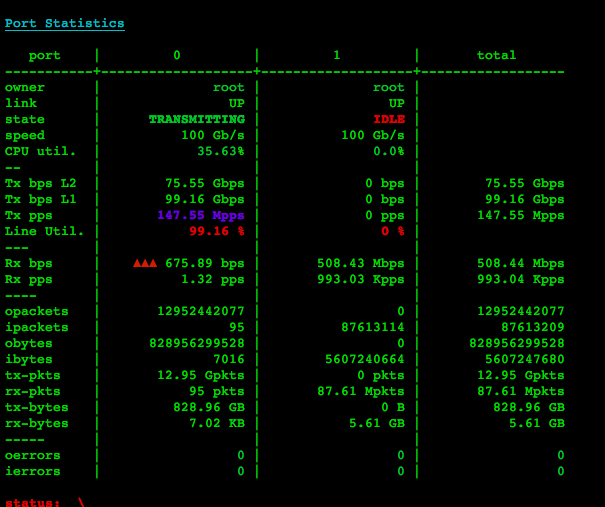 Port Statistics
port | 0 | 1 | total
-----------+-------------------+-------------------+------------------
owner | root | root |
link | UP | UP |
state | TRANSMITTING | IDLE |
speed | 100 Gb/s | 100 Gb/s |
CPU util. | 35.63% | 0.0% |
-- | | |
Tx bps L2 | 75.55 Gbps | 0 bps | 75.55 Gbps
Tx bps L1 | 99.16 Gbps | 0 bps | 99.16 Gbps
Tx pps | 147.55 Mpps | 0 pps | 147.55 Mpps
Line Util. | 99.16 % | 0 % |
--- | | |
Rx bps | ▲▲▲ 675.89 bps | 508.43 Mbps | 508.44 Mbps
Rx pps | 1.32 pps | 993.03 Kpps | 993.04 Kpps
---- | | |
opackets | 12952442077 | 0 | 12952442077
ipackets | 95 | 87613114 | 87613209
obytes | 828956299528 | 0 | 828956299528
ibytes | 7016 | 5607240664 | 5607247680
tx-pkts | 12.95 Gpkts | 0 pkts | 12.95 Gpkts
rx-pkts | 95 pkts | 87.61 Mpkts | 87.61 Mpkts
tx-bytes | 828.96 GB | 0 B | 828.96 GB
rx-bytes | 7.02 KB | 5.61 GB | 5.61 GB
----- | | |
oerrors | 0 | 0 | 0
ierrors | 0 | 0 | 0
status: \